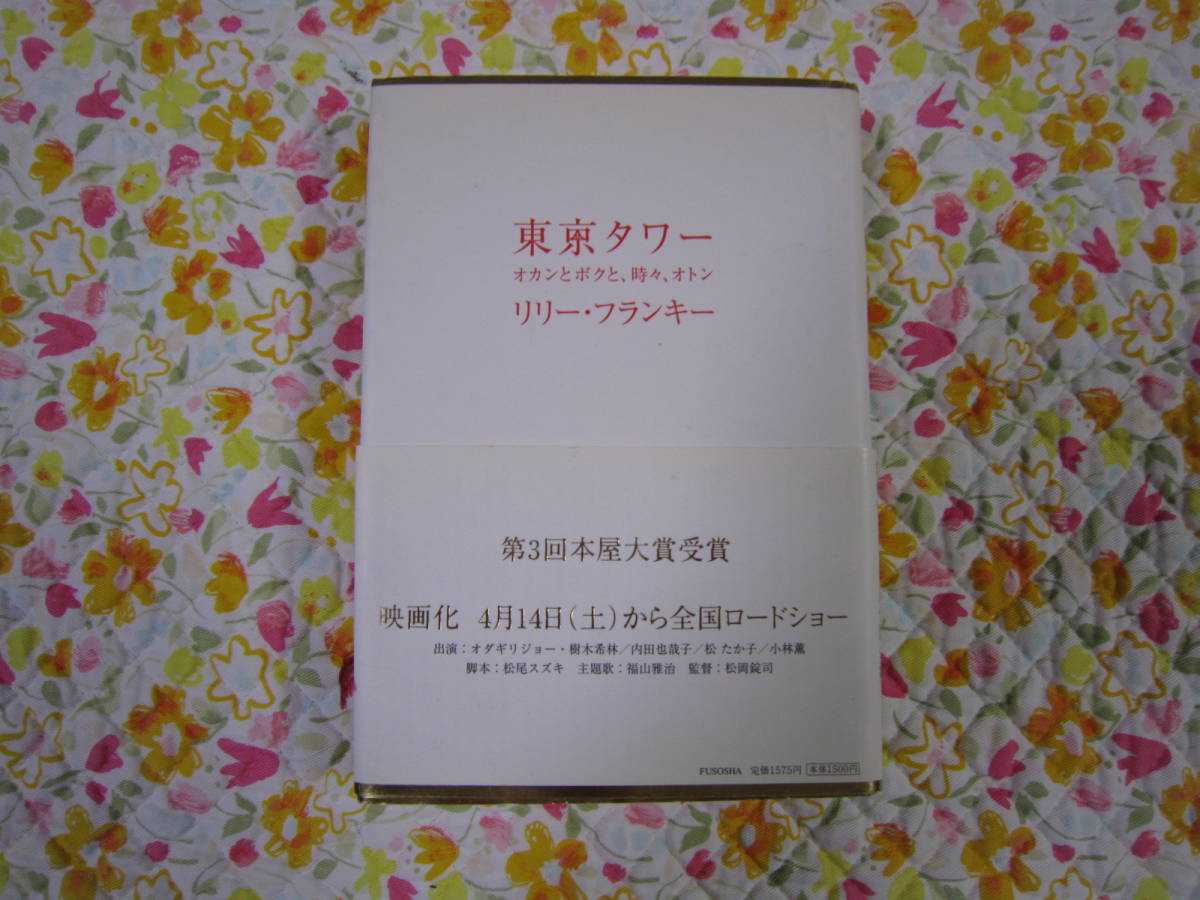 東京タワー
オカンとボクと、時々、オトン
リリー・フランキー
第3回本屋大賞受賞
映画化 4月14日(土)から全国ロードショー
出演：オダギリジョー・樹木希林／内田也哉子／松 たか子／小林薫
脚本：松尾スズキ 主題歌：福山雅治 監督：松岡錠司
FUSOSHA 定価1575円 本体1500円